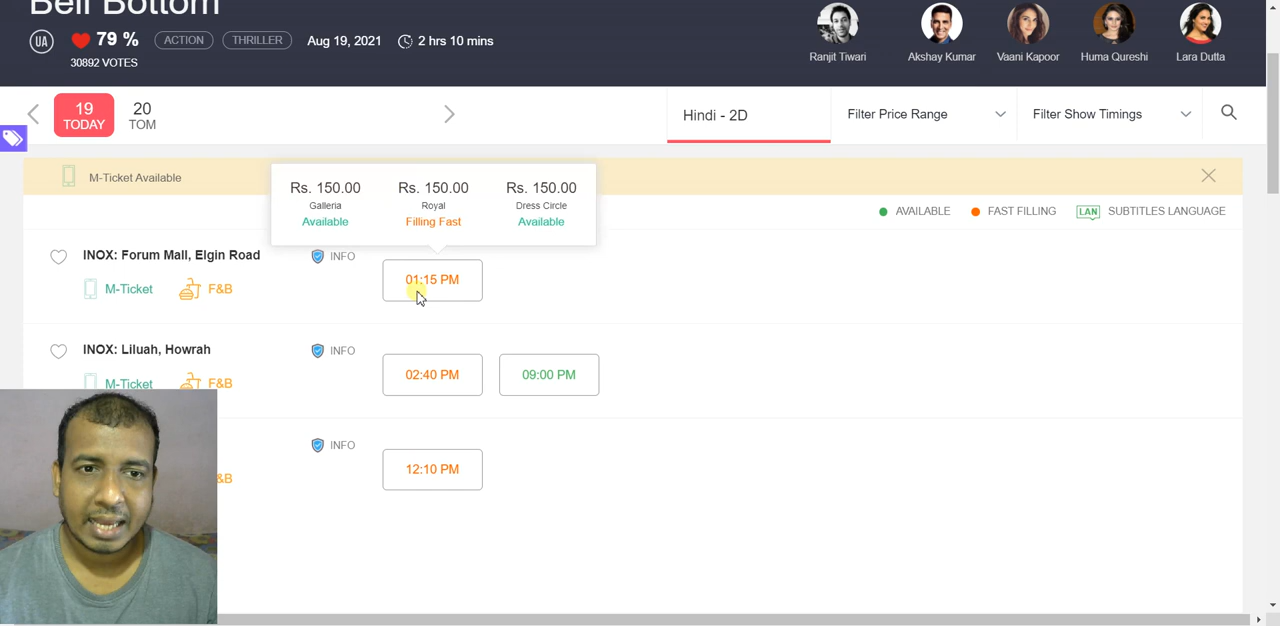 Bell Bottom
UA 79 % ACTION THRILLER Aug 19, 2021 2 hrs 10 mins
30892 VOTES
Ranjit Tiwari Akshay Kumar Vaani Kapoor Huma Qureshi Lara Dutta
19 TODAY
20 TOM
Hindi - 2D
Filter Price Range
Filter Show Timings
M-Ticket Available
Rs. 150.00 Rs. 150.00 Rs. 150.00
Galleria Royal Dress Circle
Available Filling Fast Available
AVAILABLE FAST FILLING LAN SUBTITLES LANGUAGE
INOX: Forum Mall, Elgin Road INFO
M-Ticket F&B
01:15 PM
INOX: Liluah, Howrah INFO
M-Ticket F&B
02:40 PM 09:00 PM
INFO
F&B
12:10 PM